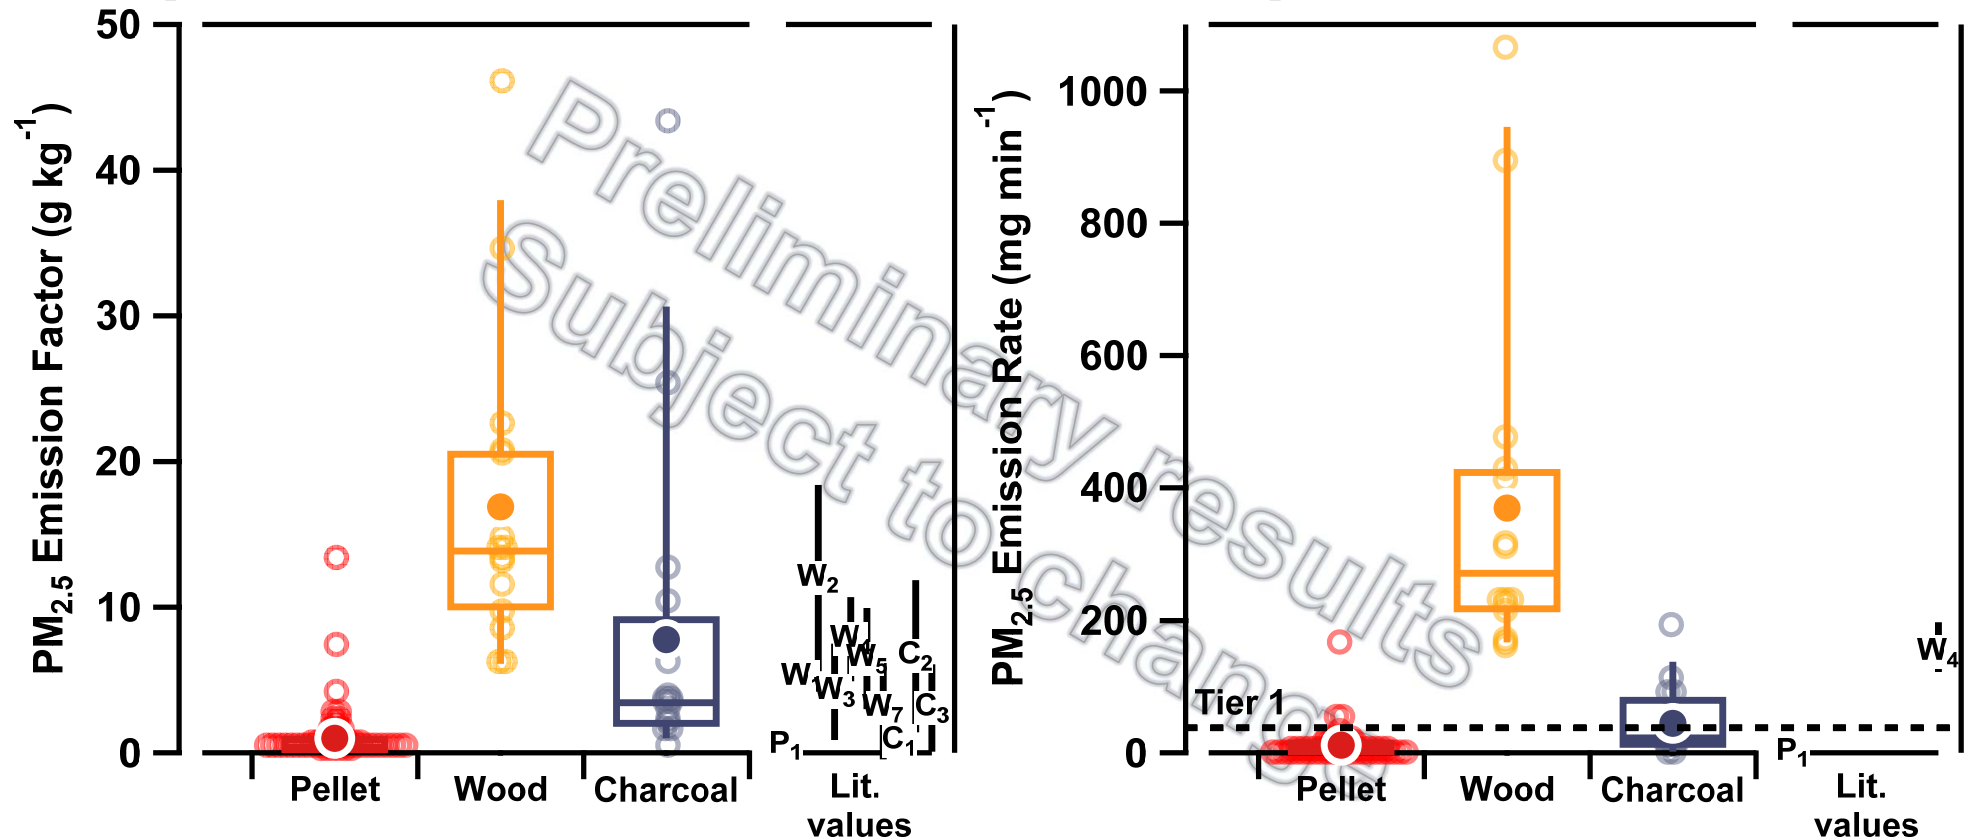 50
40
30
20
10
0
PM2.5 Emission Factor (g kg-1)
Pellet
Wood
Charcoal
Lit.
values
W2
W4
W5
W1
W3
W7
C2
C3
C1
P1
1000
800
600
400
200
0
PM2.5 Emission Rate (mg min-1)
Tier 1
Pellet
Wood
Charcoal
Lit.
values
W4
P1
Preliminary results
Subject to change